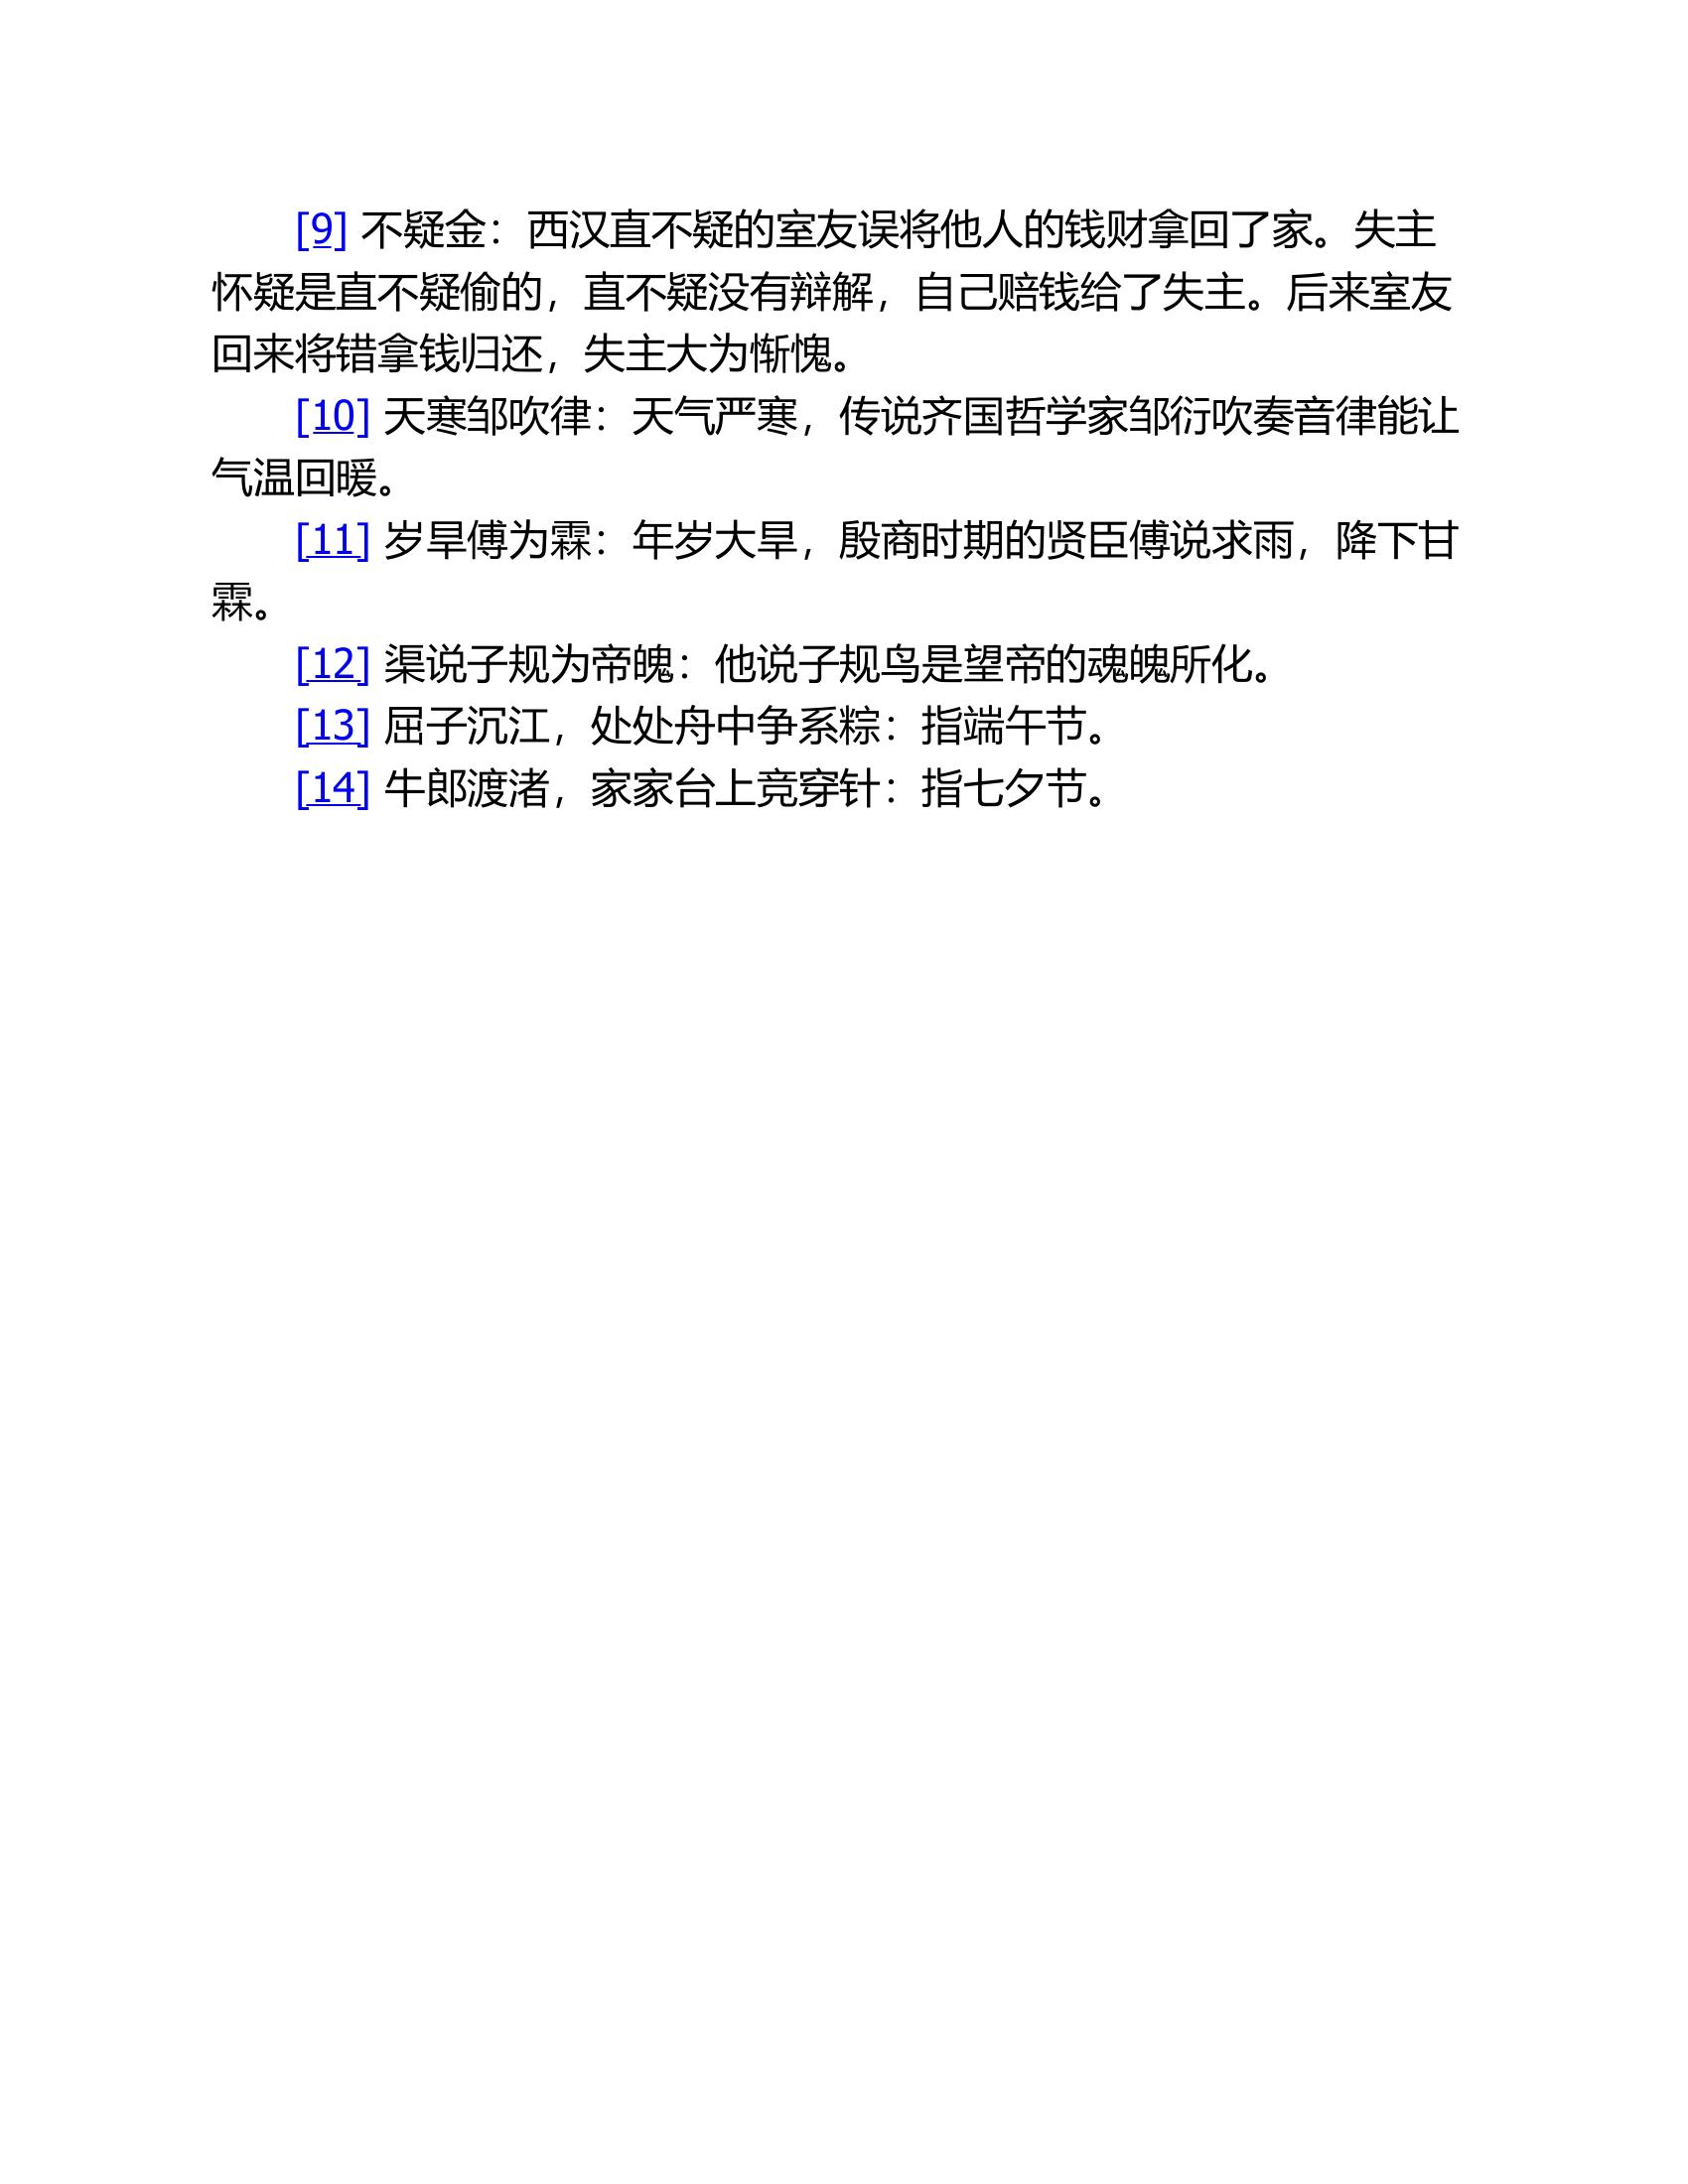 [9] 不疑金：西汉直不疑的室友误将他人的钱财拿回了家。失主
怀疑是直不疑偷的，直不疑没有辩解，自己赔钱给了失主。后来室友
回来将错拿钱归还，失主大为惭愧。
[10] 天寒邹吹律：天气严寒，传说齐国哲学家邹衍吹奏音律能让
气温回暖。
[11] 岁旱傅为霖：年岁大旱，殷商时期的贤臣傅说求雨，降下甘
霖。
[12] 渠说子规为帝魄：他说子规鸟是望帝的魂魄所化。
[13] 屈子沉江，处处舟中争系粽：指端午节。
[14] 牛郎渡渚，家家台上竞穿针：指七夕节。